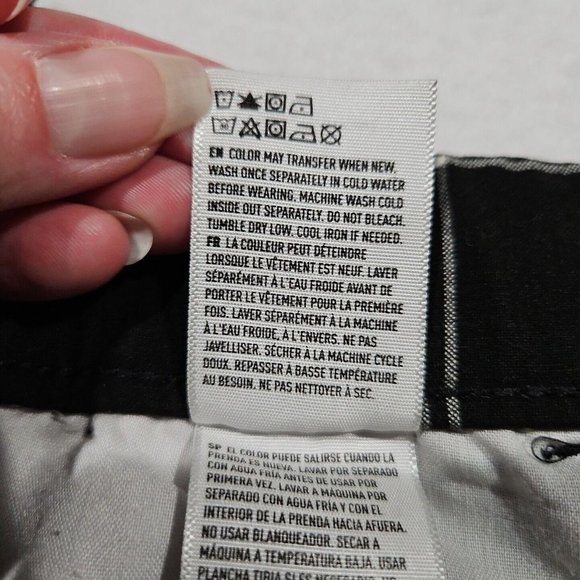 EN COLOR MAY TRANSFER WHEN NEW.
WASH ONCE SEPARATELY IN COLD WATER
BEFORE WEARING. MACHINE WASH COLD
INSIDE OUT SEPARATELY. DO NOT BLEACH.
TUMBLE DRY LOW. COOL IRON IF NEEDED.
FR LA COULEUR PEUT DÉTEINDRE
LORSQUE LE VÊTEMENT EST NEUF. LAVER
SÉPARÉMENT À L'EAU FROIDE AVANT DE
PORTER LE VÊTEMENT POUR LA PREMIÈRE
FOIS. LAVER SÉPARÉMENT À LA MACHINE
À L'EAU FROIDE, À L'ENVERS. NE PAS
JAVELLISER. SÉCHER À LA MACHINE CYCLE
DOUX. REPASSER À BASSE TEMPÉRATURE
AU BESOIN. NE PAS NETTOYER À SEC.
SP EL COLOR PUEDE SALIRSE CUANDO LA
PRENDA ES NUEVA. LAVAR POR SEPARADO
CON AGUA FRÍA ANTES DE USAR POR
PRIMERA VEZ. LAVAR A MÁQUINA POR
SEPARADO CON AGUA FRÍA Y CON EL
INTERIOR DE LA PRENDA HACIA AFUERA.
NO USAR BLANQUEADOR. SECAR A
MÁQUINA A TEMPERATURA BAJA. USAR
PLANCHA TIBIA SI ES NECESARIO.